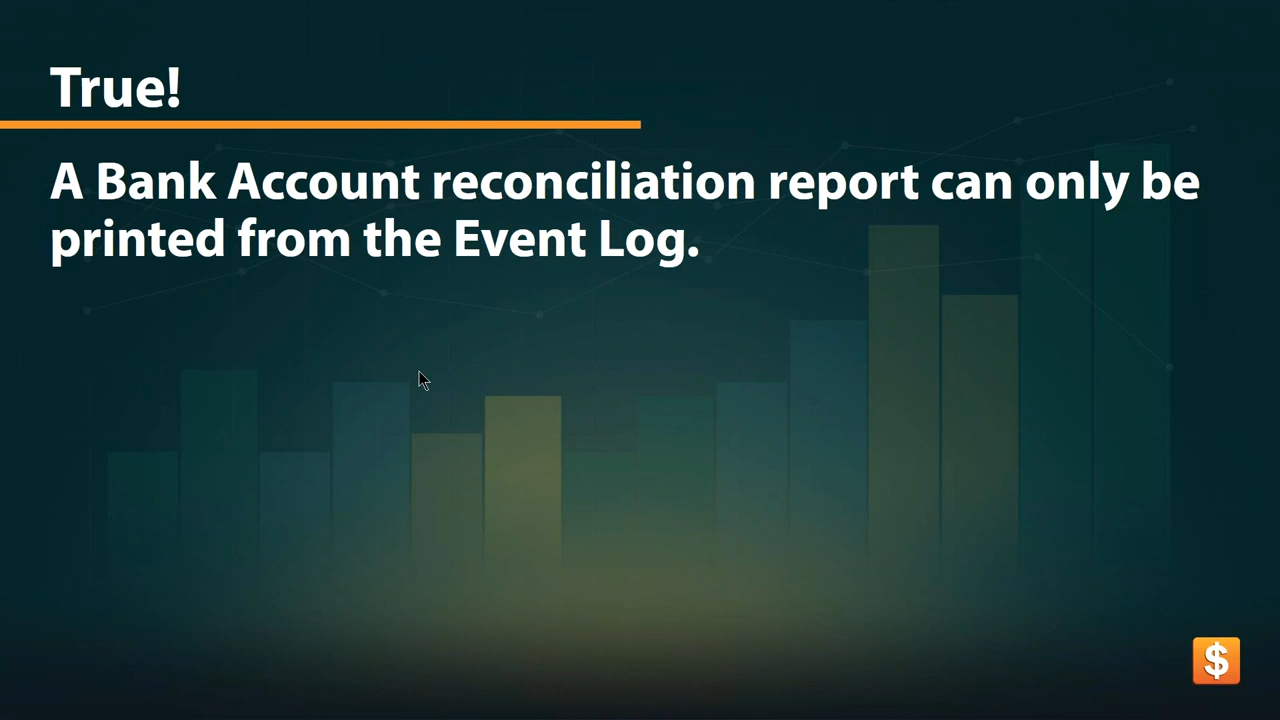 True!
A Bank Account reconciliation report can only be
printed from the Event Log.
$